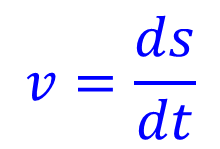 v = ds/dt